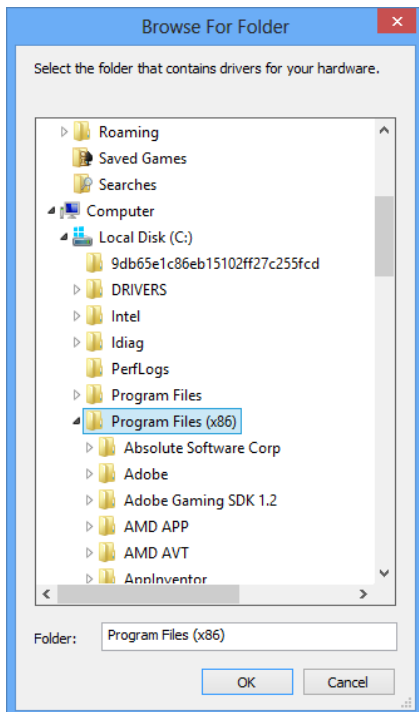 Browse For Folder
Select the folder that contains drivers for your hardware.
Roaming
Saved Games
Searches
Computer
Local Disk (C:)
9db65e1c86eb15102ff27c255fcd
DRIVERS
Intel
Idiag
PerfLogs
Program Files
Program Files (x86)
Absolute Software Corp
Adobe
Adobe Gaming SDK 1.2
AMD APP
AMD AVT
AppInventor
Folder: Program Files (x86)
OK Cancel